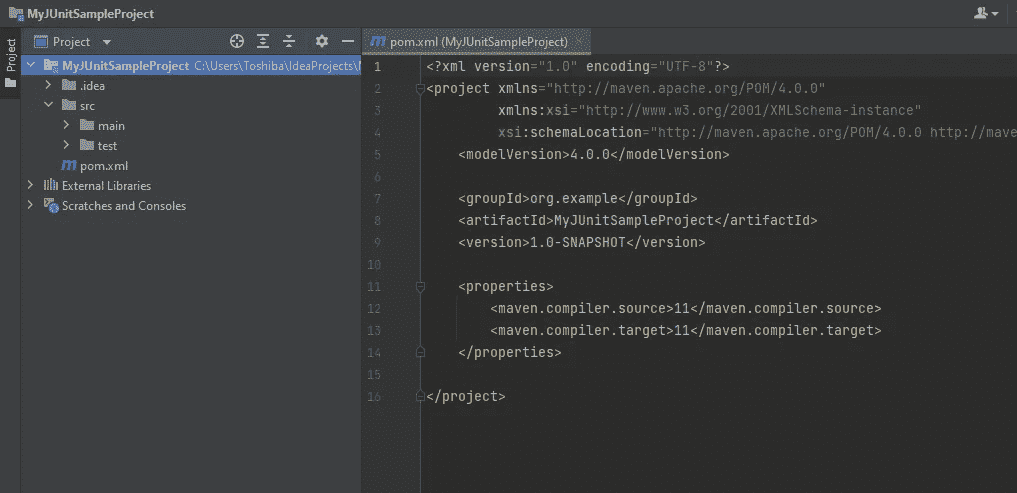 MyJUnitSampleProject
Project
Project
MyJUnitSampleProject C:\Users\Toshiba\IdeaProjects\
.idea
src
main
test
pom.xml
External Libraries
Scratches and Consoles
pom.xml (MyJUnitSampleProject)
1 <?xml version="1.0" encoding="UTF-8"?>
2 <project xmlns="http://maven.apache.org/POM/4.0.0"
3 xmlns:xsi="http://www.w3.org/2001/XMLSchema-instance"
4 xsi:schemaLocation="http://maven.apache.org/POM/4.0.0 http://mave
5 <modelVersion>4.0.0</modelVersion>
6
7 <groupId>org.example</groupId>
8 <artifactId>MyJUnitSampleProject</artifactId>
9 <version>1.0-SNAPSHOT</version>
10
11 <properties>
12 <maven.compiler.source>11</maven.compiler.source>
13 <maven.compiler.target>11</maven.compiler.target>
14 </properties>
15
16 </project>